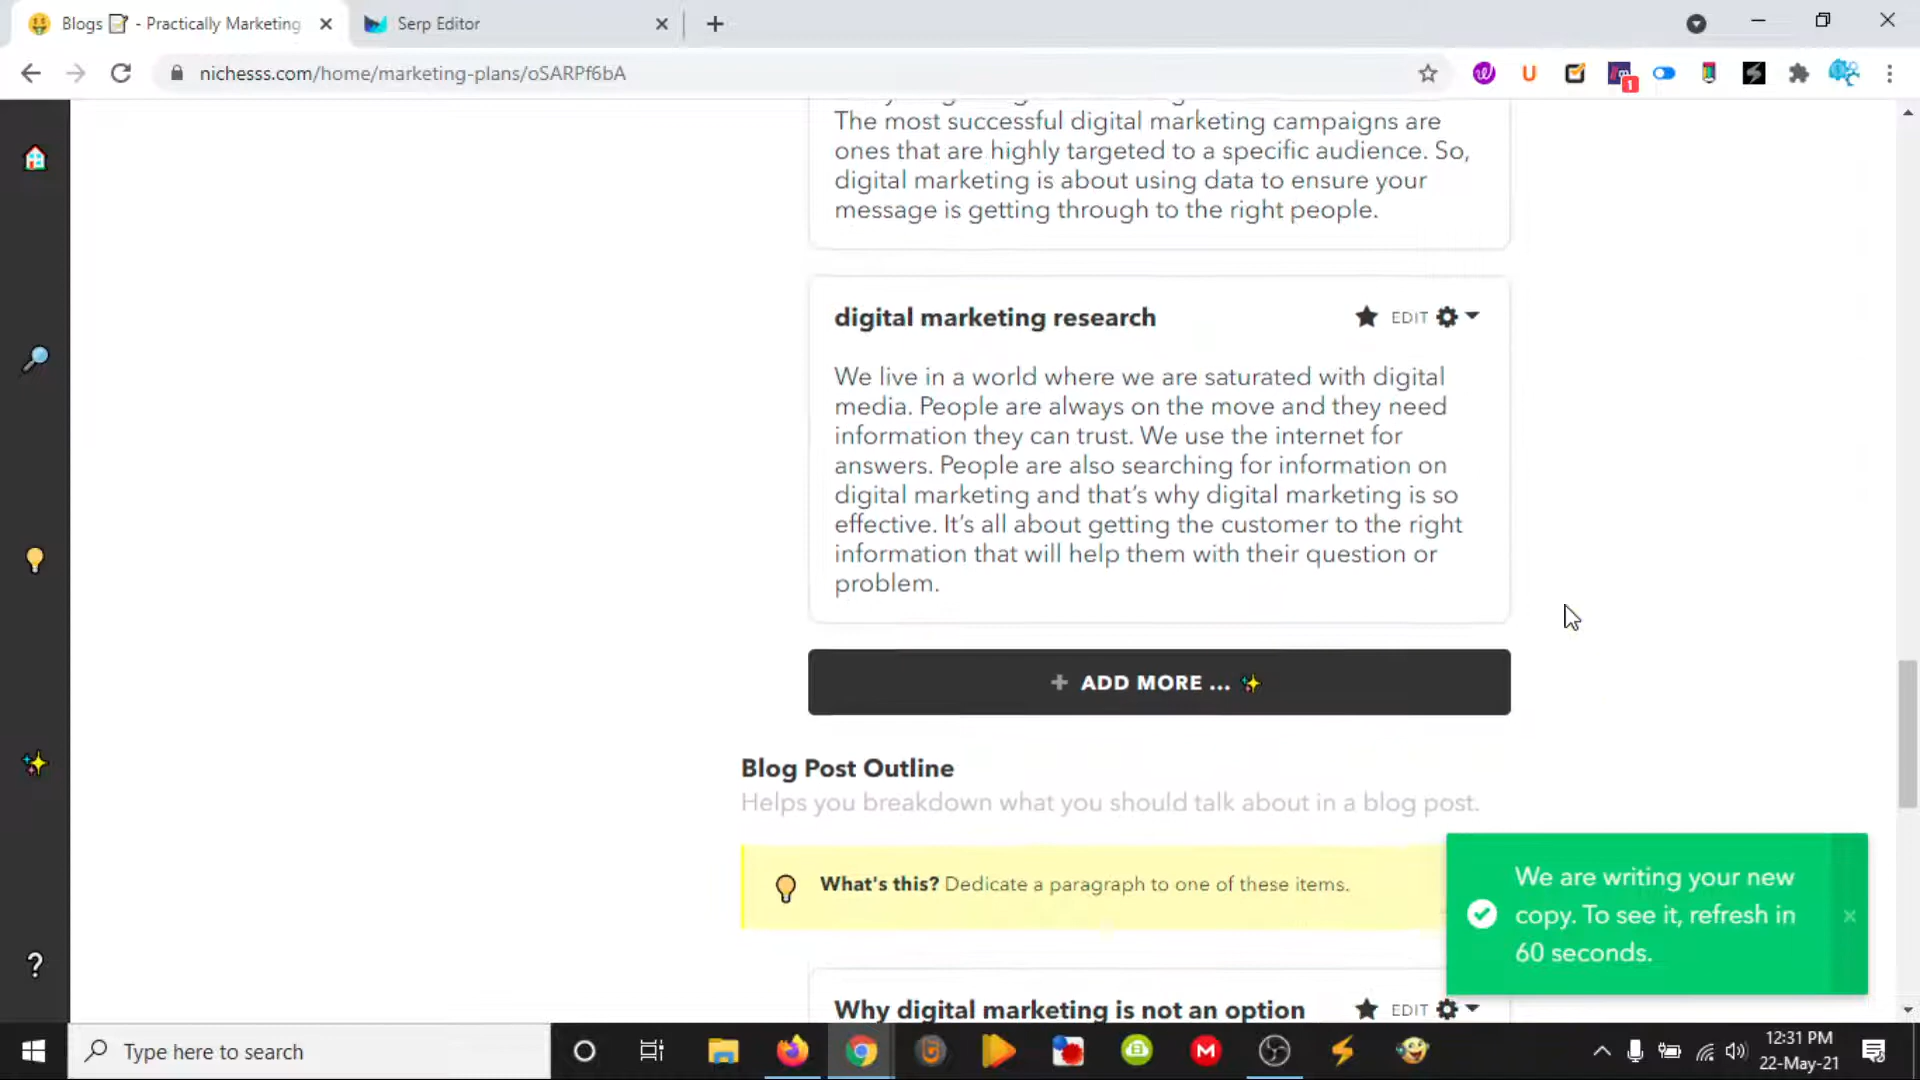 Blogs 📝 - Practically Marketing
Serp Editor
nichesss.com/home/marketing-plans/oSARPf6bA
1
The most successful digital marketing campaigns are
ones that are highly targeted to a specific audience. So,
digital marketing is about using data to ensure your
message is getting through to the right people.
digital marketing research
EDIT
We live in a world where we are saturated with digital
media. People are always on the move and they need
information they can trust. We use the internet for
answers. People are also searching for information on
digital marketing and that's why digital marketing is so
effective. It's all about getting the customer to the right
information that will help them with their question or
problem.
+ ADD MORE ... ✨
Blog Post Outline
Helps you breakdown what you should talk about in a blog post.
What's this? Dedicate a paragraph to one of these items.
We are writing your new
copy. To see it, refresh in
60 seconds.
Why digital marketing is not an option
EDIT
Type here to search
12:31 PM
22-May-21